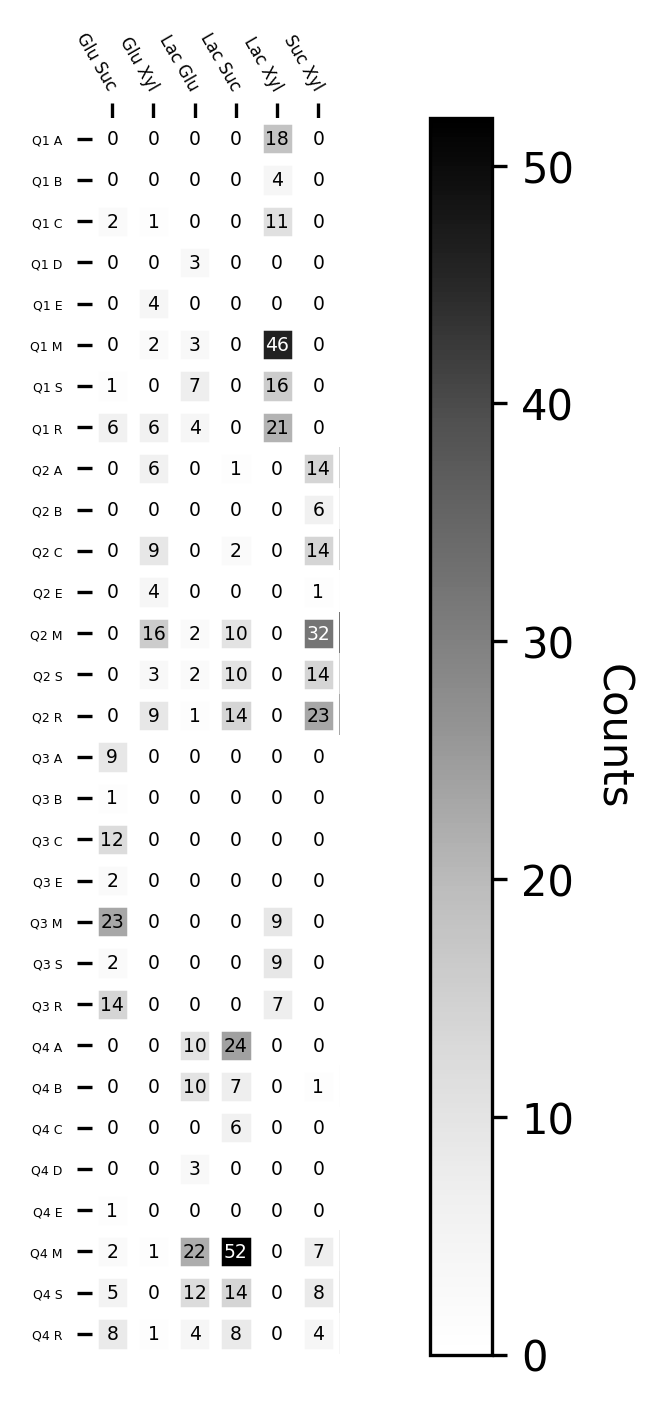 Glu Suc Glu Xyl Lac Glu Lac Suc Lac Xyl Suc Xyl
Q1 A 0 0 0 0 18 0
Q1 B 0 0 0 0 4 0
Q1 C 2 1 0 0 11 0
Q1 D 0 0 3 0 0 0
Q1 E 0 4 0 0 0 0
Q1 M 0 2 3 0 46 0
Q1 S 1 0 7 0 16 0
Q1 R 6 6 4 0 21 0
Q2 A 0 6 0 1 0 14
Q2 B 0 0 0 0 0 6
Q2 C 0 9 0 2 0 14
Q2 E 0 4 0 0 0 1
Q2 M 0 16 2 10 0 32
Q2 S 0 3 2 10 0 14
Q2 R 0 9 1 14 0 23
Q3 A 9 0 0 0 0 0
Q3 B 1 0 0 0 0 0
Q3 C 12 0 0 0 0 0
Q3 E 2 0 0 0 0 0
Q3 M 23 0 0 0 9 0
Q3 S 2 0 0 0 9 0
Q3 R 14 0 0 0 7 0
Q4 A 0 0 10 24 0 0
Q4 B 0 0 10 7 0 1
Q4 C 0 0 0 6 0 0
Q4 D 0 0 3 0 0 0
Q4 E 1 0 0 0 0 0
Q4 M 2 1 22 52 0 7
Q4 S 5 0 12 14 0 8
Q4 R 8 1 4 8 0 4
50
40
30
20
10
0
Counts